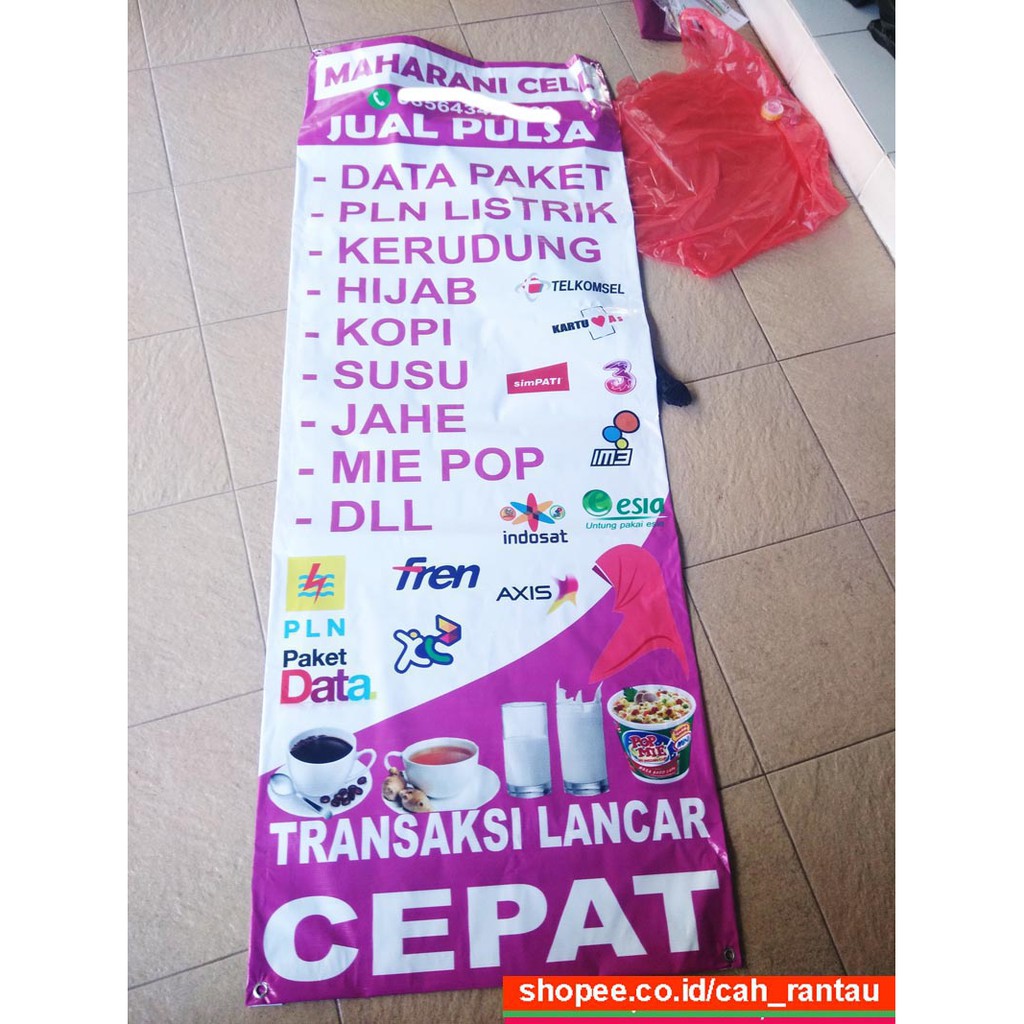 MAHARANI CELL
JUAL PULSA
- DATA PAKET
- PLN LISTRIK
- KERUDUNG
- HIJAB
- KOPI
- SUSU
- JAHE
- MIE POP
- DLL
TELKOMSEL
KARTU As
simPATI
3
IM3
indosat
esia
Untung pakai esia
fren
AXIS
XL
PLN
Paket
Data.
POP
MIE
TRANSAKSI LANCAR
CEPAT
shopee.co.id/cah_rantau